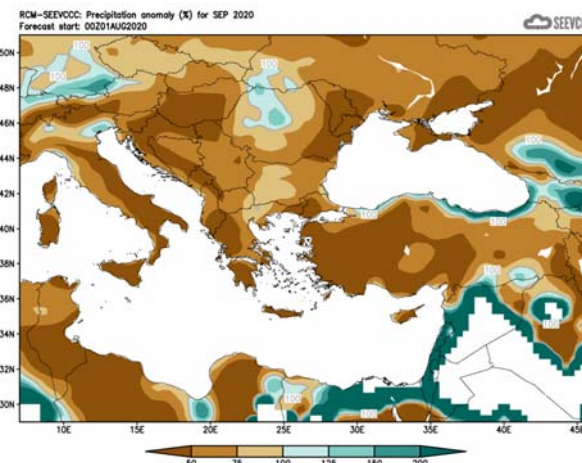 RCM-SEEVCCC: Precipitation anomaly (%) for SEP 2020
Forecast start: 00Z01AUG2020
SEEVC
50N
100
100
100
48N
46N
44N
100
42N
100
100
40N
38N
100
36N
100
34N
32N
100
30N
100
10E 15E 20E 25E 30E 35E 40E 45E
50 75 100 125 150 200